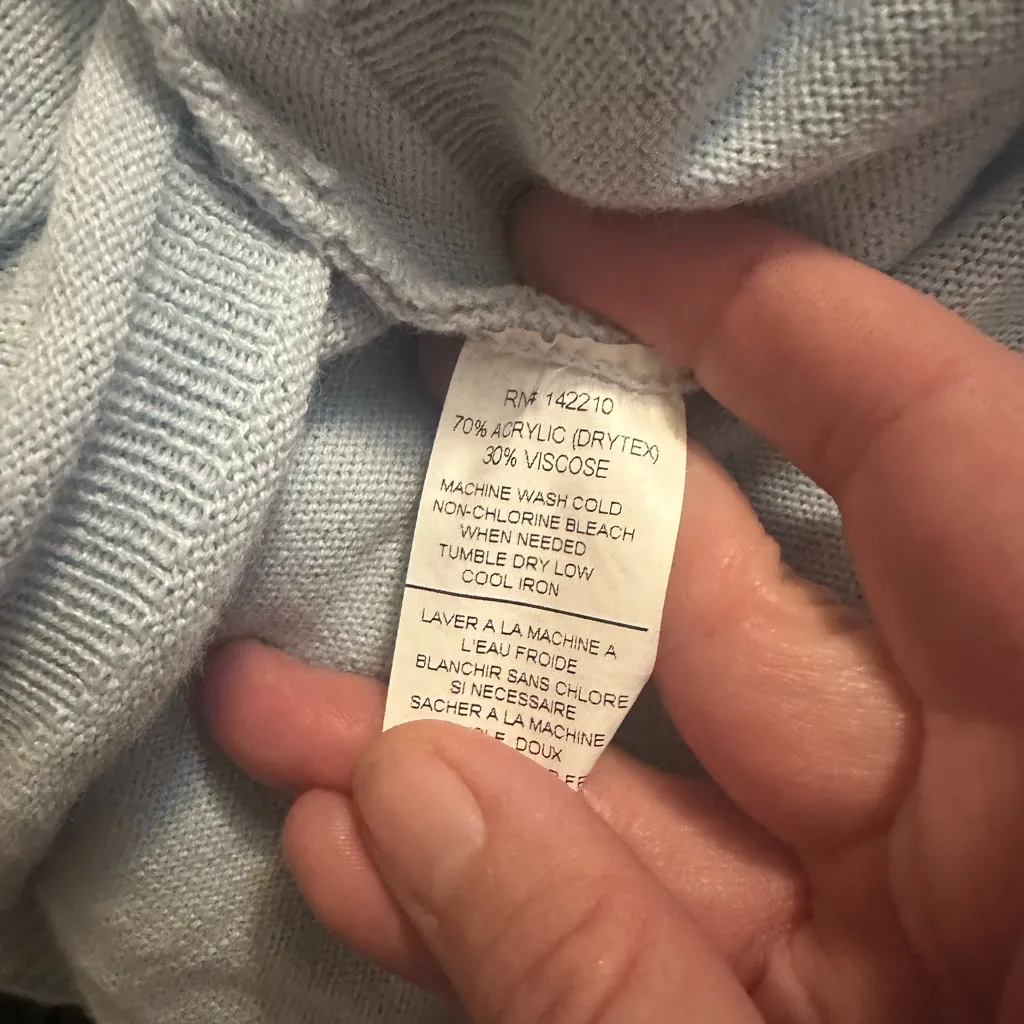 RN# 142210
70% ACRYLIC (DRYTEX)
30% VISCOSE
MACHINE WASH COLD
NON-CHLORINE BLEACH
WHEN NEEDED
TUMBLE DRY LOW
COOL IRON
LAVER A LA MACHINE A
L'EAU FROIDE
BLANCHIR SANS CHLORE
SI NECESSAIRE
SACHER A LA MACHINE
DOUX